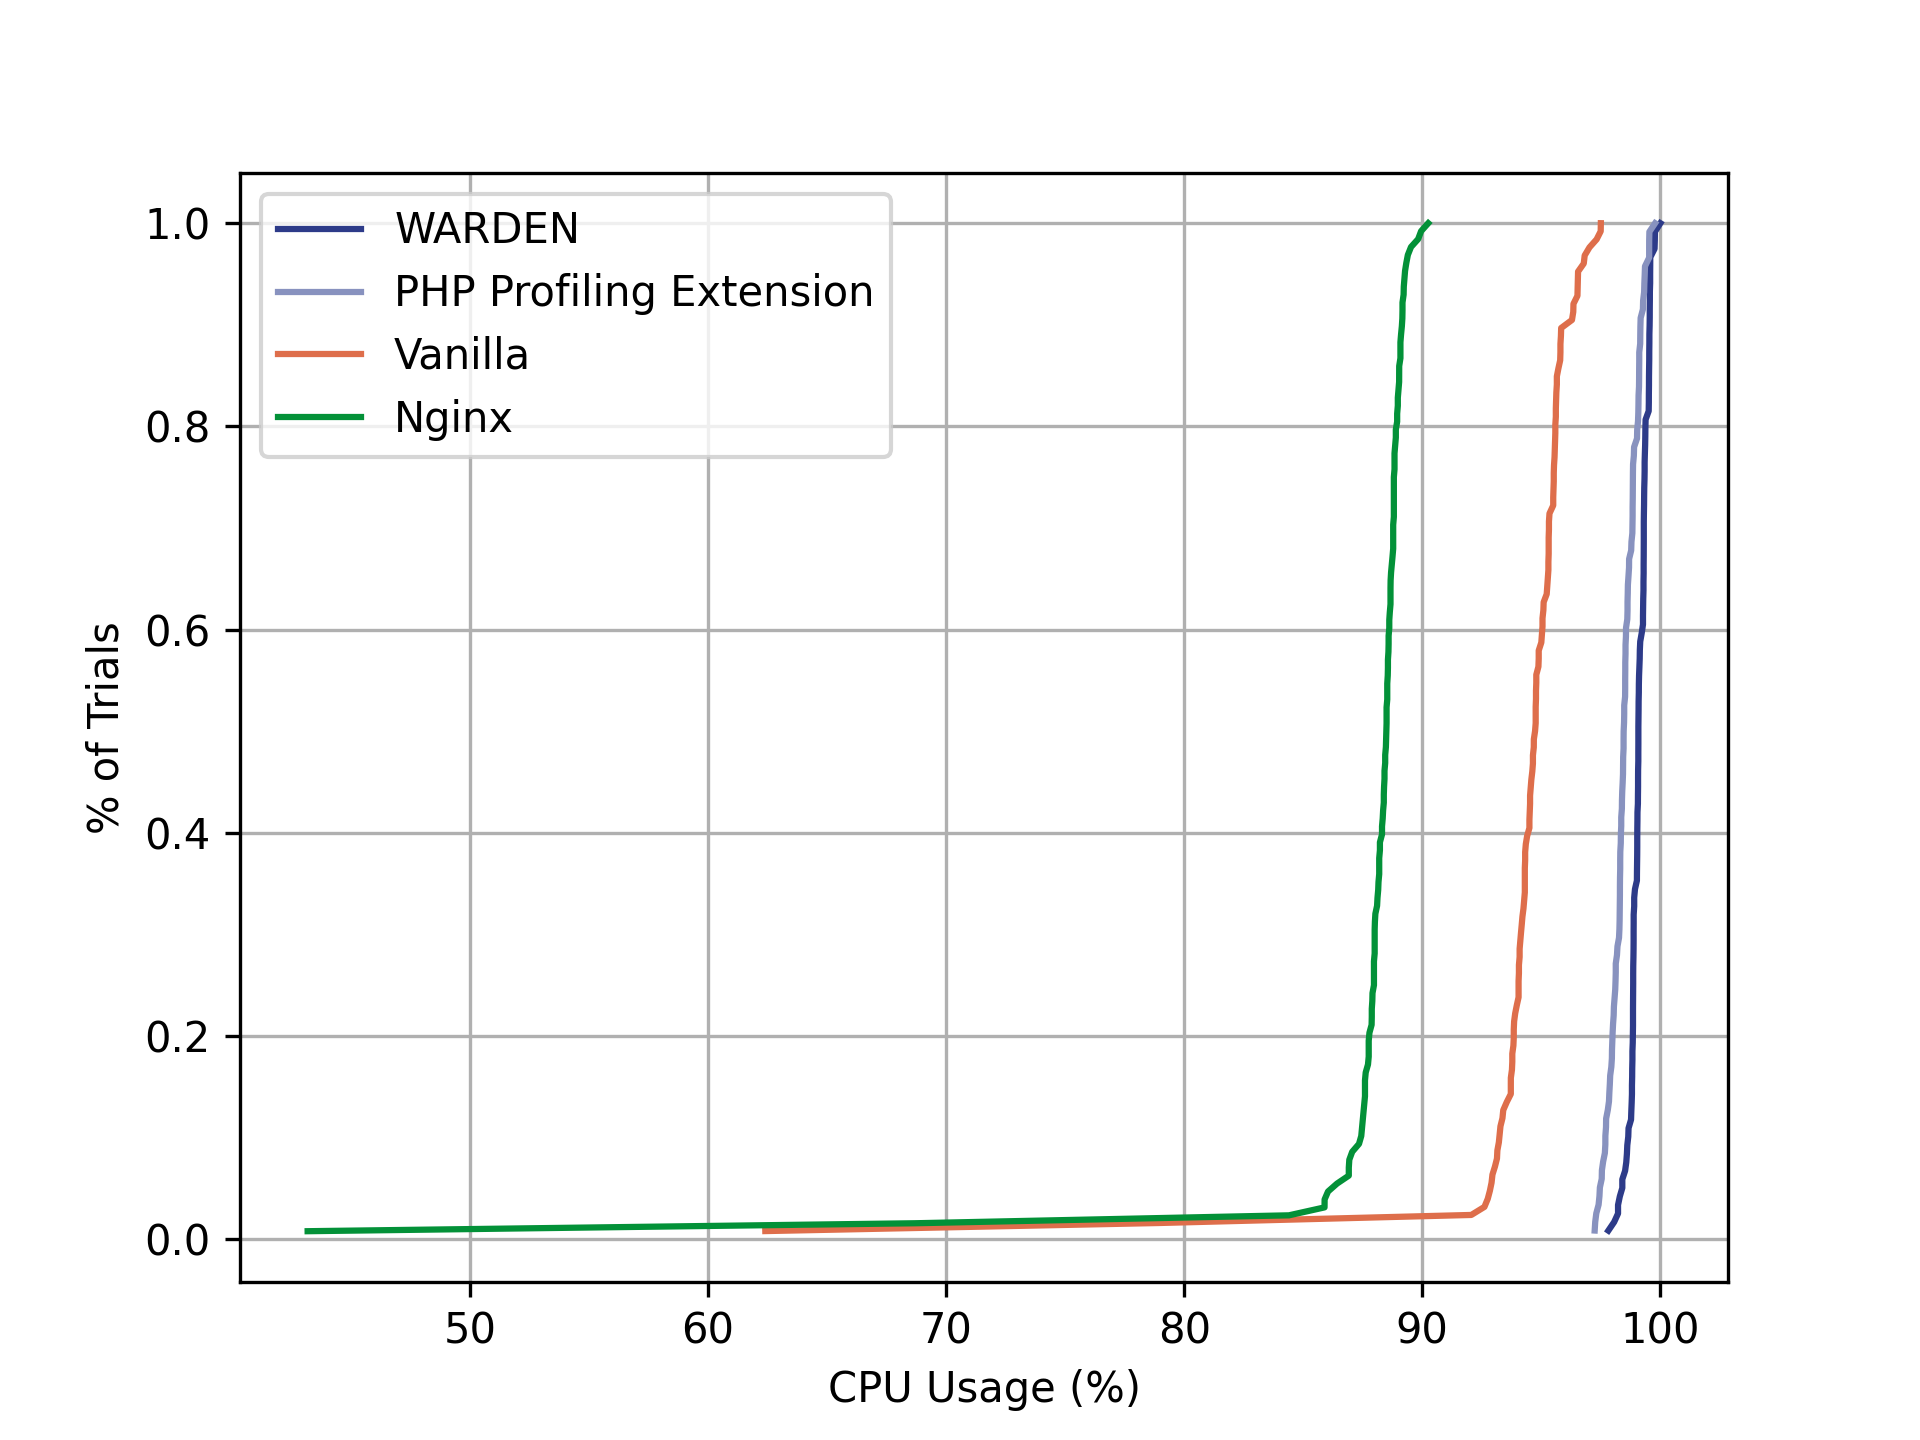 WARDEN
PHP Profiling Extension
Vanilla
Nginx
1.0
0.8
0.6
0.4
0.2
0.0
% of Trials
50 60 70 80 90 100
CPU Usage (%)